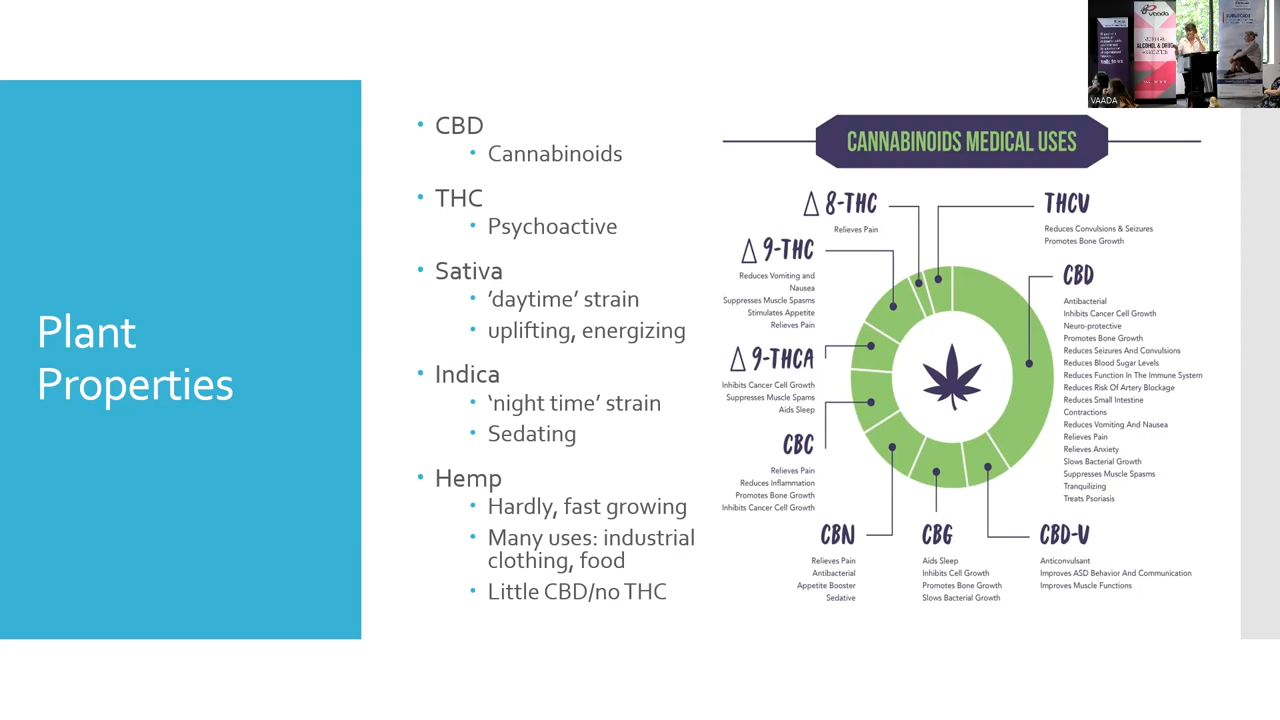 Plant
Properties
CBD
Cannabinoids
THC
Psychoactive
Sativa
‘daytime’ strain
uplifting, energizing
Indica
‘night time’ strain
Sedating
Hemp
Hardly, fast growing
Many uses: industrial
clothing, food
Little CBD/no THC
CANNABINOIDS MEDICAL USES
Δ 8-THC
Relieves Pain
Δ 9-THC
Reduces Vomiting and
Nausea
Suppresses Muscle Spasms
Stimulates Appetite
Relieves Pain
Δ 9-THCA
Inhibits Cancer Cell Growth
Suppresses Muscle Spams
Aids Sleep
CBC
Relieves Pain
Reduces Inflammation
Promotes Bone Growth
Inhibits Cancer Cell Growth
CBN
Relieves Pain
Antibacterial
Appetite Booster
Sedative
CBG
Aids Sleep
Inhibits Cell Growth
Promotes Bone Growth
Slows Bacterial Growth
CBD-V
Anticonvulsant
Improves ASD Behavior And Communication
Improves Muscle Functions
THCV
Reduces Convulsions & Seizures
Promotes Bone Growth
CBD
Antibacterial
Inhibits Cancer Cell Growth
Neuro-protective
Promotes Bone Growth
Reduces Seizures And Convulsions
Reduces Blood Sugar Levels
Reduces Function In The Immune System
Reduces Risk Of Artery Blockage
Reduces Small Intestine
Contractions
Reduces Vomiting And Nausea
Relieves Pain
Relieves Anxiety
Slows Bacterial Growth
Suppresses Muscle Spasms
Tranquilizing
Treats Psoriasis
vaada
ALCOHOL & DRUG
VAADA